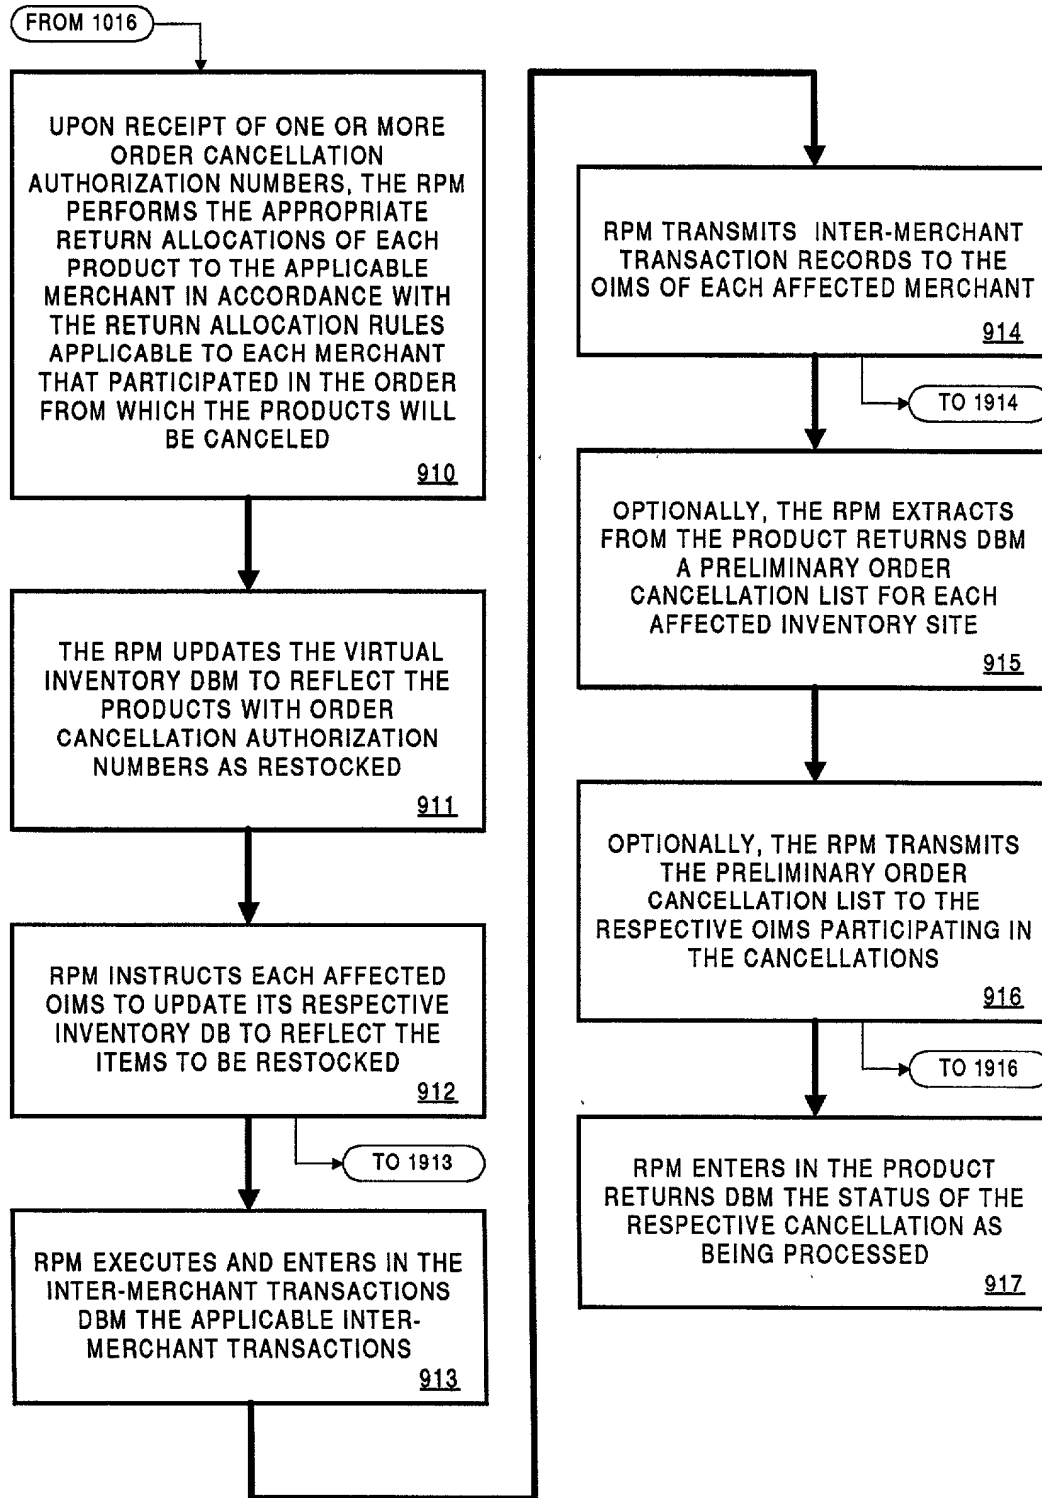 FROM 1016
UPON RECEIPT OF ONE OR MORE
ORDER CANCELLATION
AUTHORIZATION NUMBERS, THE RPM
PERFORMS THE APPROPRIATE
RETURN ALLOCATIONS OF EACH
PRODUCT TO THE APPLICABLE
MERCHANT IN ACCORDANCE WITH
THE RETURN ALLOCATION RULES
APPLICABLE TO EACH MERCHANT
THAT PARTICIPATED IN THE ORDER
FROM WHICH THE PRODUCTS WILL
BE CANCELED
910
THE RPM UPDATES THE VIRTUAL
INVENTORY DBM TO REFLECT THE
PRODUCTS WITH ORDER
CANCELLATION AUTHORIZATION
NUMBERS AS RESTOCKED
911
RPM INSTRUCTS EACH AFFECTED
OIMS TO UPDATE ITS RESPECTIVE
INVENTORY DB TO REFLECT THE
ITEMS TO BE RESTOCKED
912
TO 1913
RPM EXECUTES AND ENTERS IN THE
INTER-MERCHANT TRANSACTIONS
DBM THE APPLICABLE INTER-
MERCHANT TRANSACTIONS
913
RPM TRANSMITS INTER-MERCHANT
TRANSACTION RECORDS TO THE
OIMS OF EACH AFFECTED MERCHANT
914
TO 1914
OPTIONALLY, THE RPM EXTRACTS
FROM THE PRODUCT RETURNS DBM
A PRELIMINARY ORDER
CANCELLATION LIST FOR EACH
AFFECTED INVENTORY SITE
915
OPTIONALLY, THE RPM TRANSMITS
THE PRELIMINARY ORDER
CANCELLATION LIST TO THE
RESPECTIVE OIMS PARTICIPATING IN
THE CANCELLATIONS
916
TO 1916
RPM ENTERS IN THE PRODUCT
RETURNS DBM THE STATUS OF THE
RESPECTIVE CANCELLATION AS
BEING PROCESSED
917